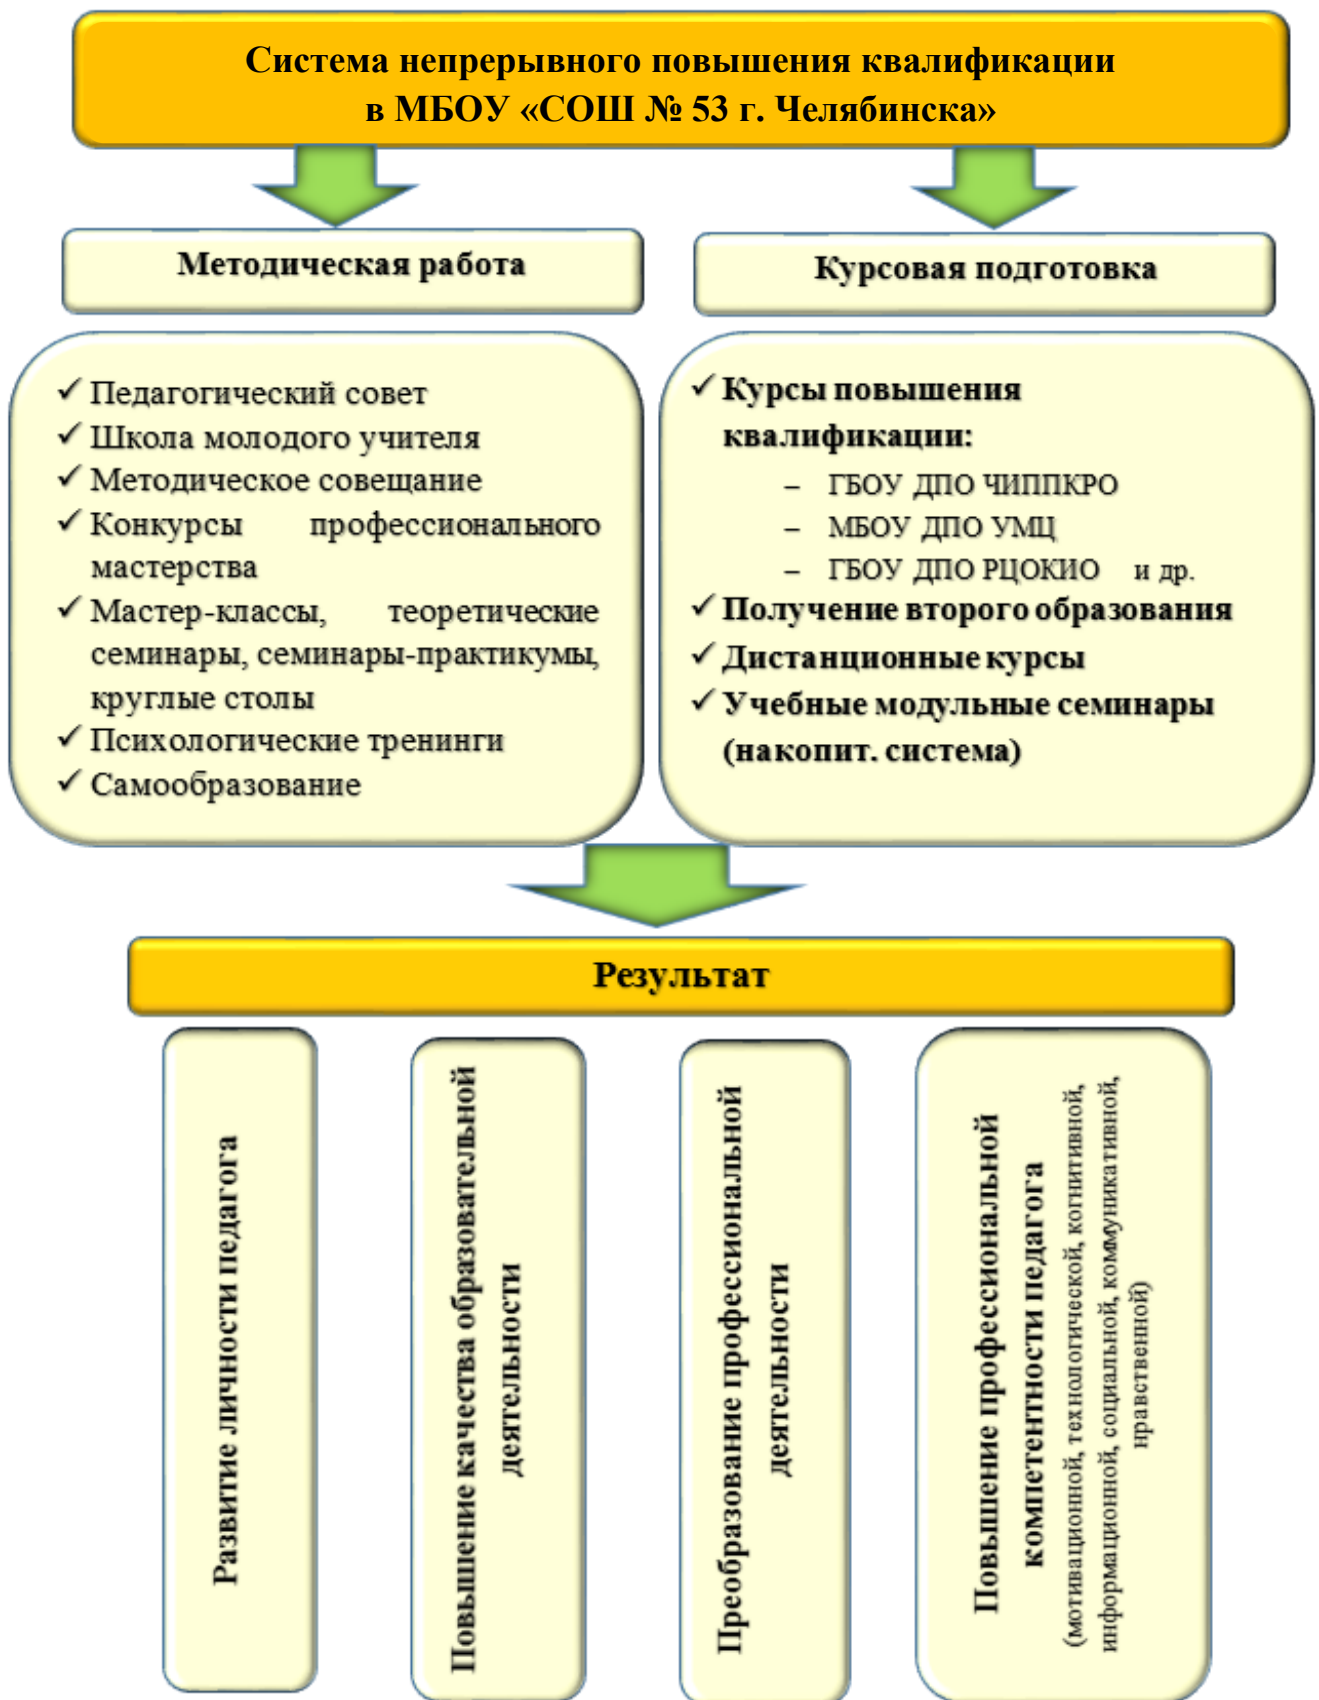 Система непрерывного повышения квалификации
в МБОУ «СОШ № 53 г. Челябинска»
Методическая работа
✓ Педагогический совет
✓ Школа молодого учителя
✓ Методическое совещание
✓ Конкурсы профессионального
мастерства
✓ Мастер-классы, теоретические
семинары, семинары-практикумы,
круглые столы
✓ Психологические тренинги
✓ Самообразование
Курсовая подготовка
✓ Курсы повышения
квалификации:
– ГБОУ ДПО ЧИППКРО
– МБОУ ДПО УМЦ
– ГБОУ ДПО РЦОКИО и др.
✓ Получение второго образования
✓ Дистанционные курсы
✓ Учебные модульные семинары
(накопит. система)
Результат
Развитие личности педагога
Повышение качества образовательной
деятельности
Преобразование профессиональной
деятельности
Повышение профессиональной
компетентности педагога
(мотивационной, технологической, когнитивной,
информационной, социальной, коммуникативной,
нравственной)